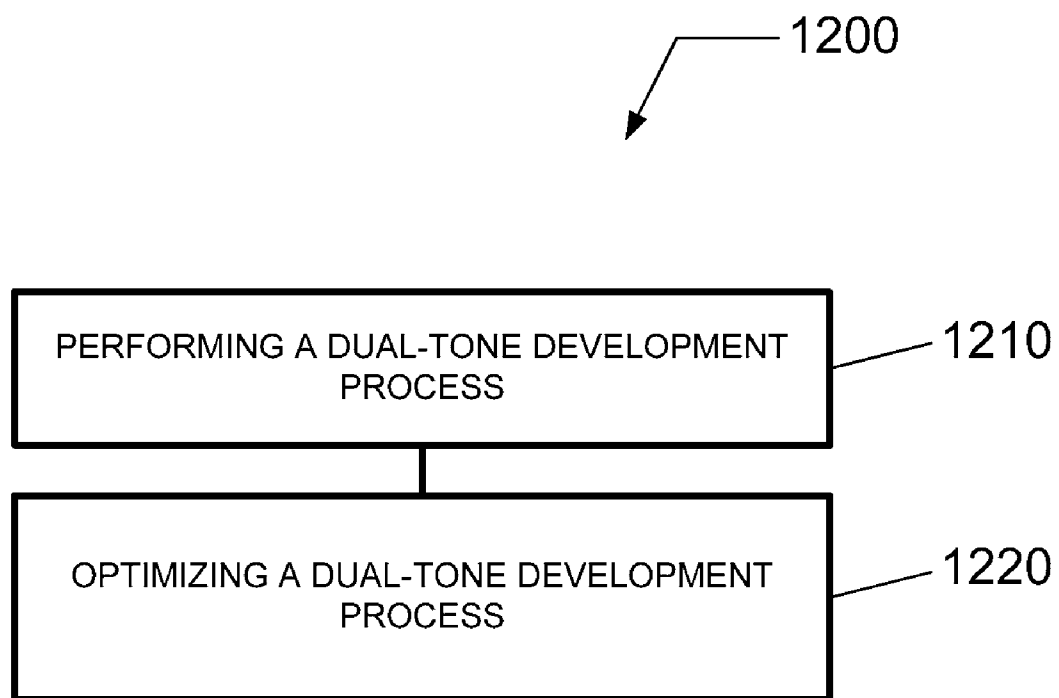 1200
PERFORMING A DUAL-TONE DEVELOPMENT
PROCESS
1210
OPTIMIZING A DUAL-TONE DEVELOPMENT
PROCESS
1220